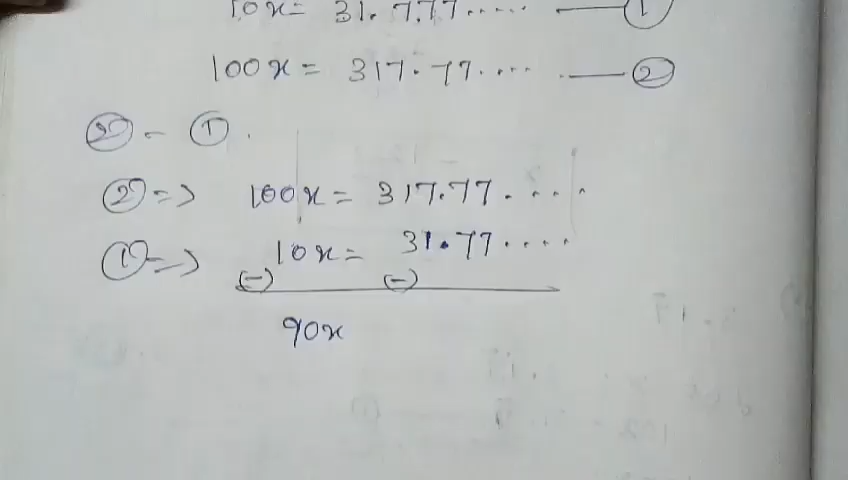 10x = 31.777..... —— ①
100x = 317.77.... . —— ②
② - ① .
② => 100x = 317.77. ....
① => 10x = 31.77....
(-) (-)
90x